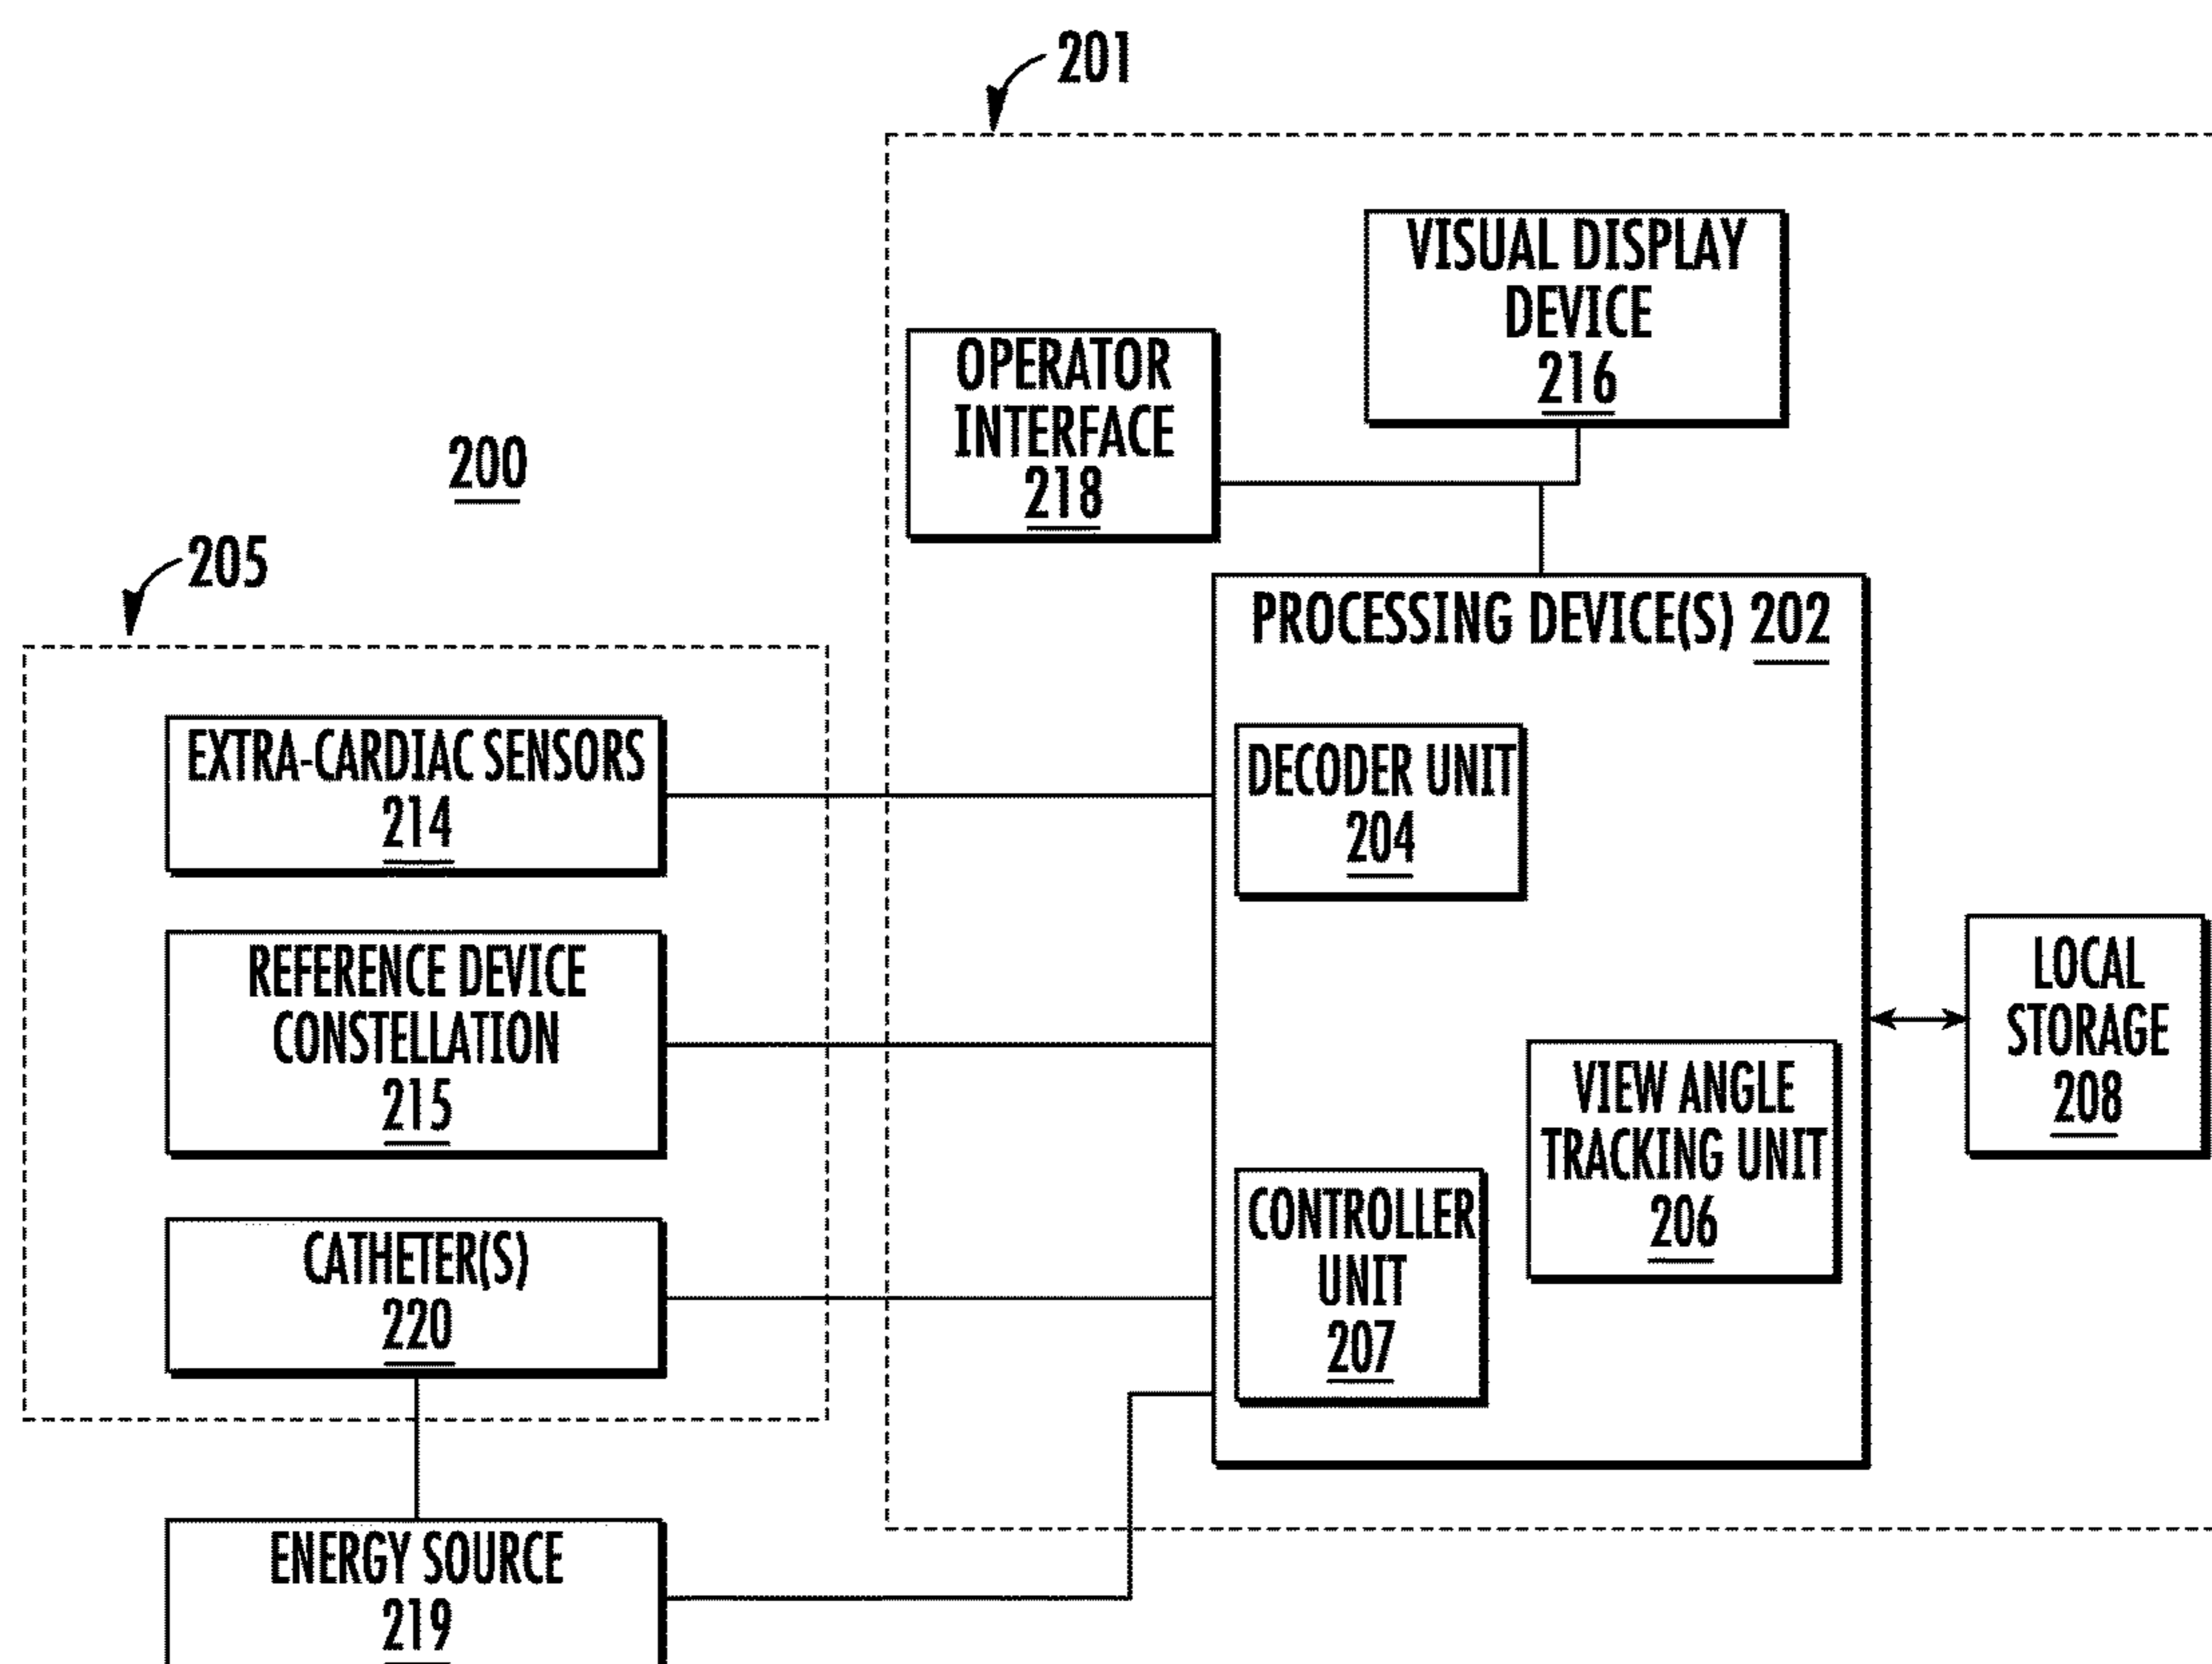 201
VISUAL DISPLAY
DEVICE
216
OPERATOR
INTERFACE
218
200
205
PROCESSING DEVICE(S) 202
EXTRA-CARDIAC SENSORS
214
DECODER UNIT
204
REFERENCE DEVICE
CONSTELLATION
215
LOCAL
STORAGE
208
VIEW ANGLE
TRACKING UNIT
206
CONTROLLER
UNIT
207
CATHETER(S)
220
ENERGY SOURCE
219